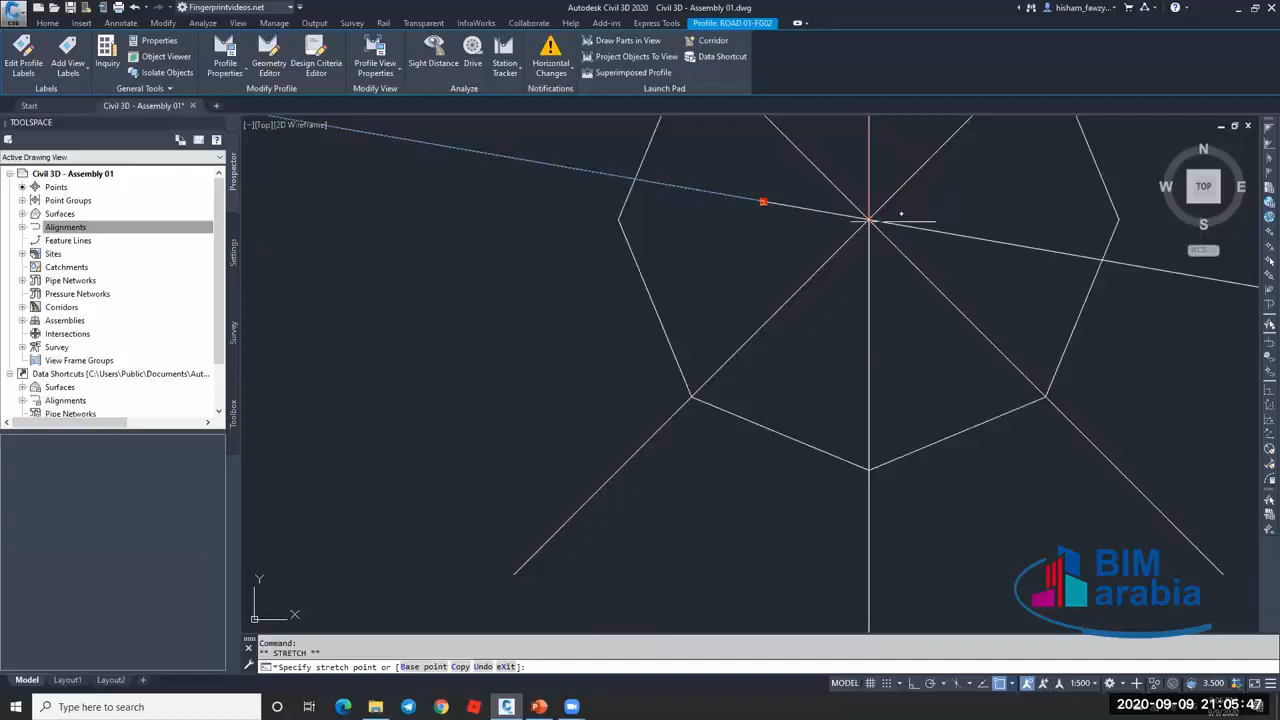 Fingerprintvideos.net
Autodesk Civil 3D 2020 Civil 3D - Assembly 01.dwg
hisham_fawzy...
C3D
Home Insert Annotate Modify Analyze View Manage Output Survey Rail Transparent InfraWorks Collaborate Help Add-ins Express Tools Profile: ROAD 01-FG02
Edit Profile Labels
Add View Labels
Labels
Inquiry
Properties
Object Viewer
Isolate Objects
General Tools
Profile Properties
Geometry Editor
Design Criteria Editor
Modify Profile
Profile View Properties
Modify View
Sight Distance
Drive
Station Tracker
Analyze
Horizontal Changes
Notifications
Draw Parts in View
Project Objects To View
Superimposed Profile
Corridor
Data Shortcut
Launch Pad
Start
Civil 3D - Assembly 01*
TOOLSPACE
Active Drawing View
Civil 3D - Assembly 01
Points
Point Groups
Surfaces
Alignments
Feature Lines
Sites
Catchments
Pipe Networks
Pressure Networks
Corridors
Assemblies
Intersections
Survey
View Frame Groups
Data Shortcuts [C:\Users\Public\Documents\Aut...
Surfaces
Alignments
Pipe Networks
Prospector
Settings
Survey
Toolbox
[−][Top][2D Wireframe]
N
W TOP E
S
WCS
Y
X
BIM
arabia
Command:
** STRETCH **
Specify stretch point or [Base point Copy Undo eXit]:
Model Layout1 Layout2
MODEL
1:500
3.500
Type here to search
2020-09-09 21:05:47